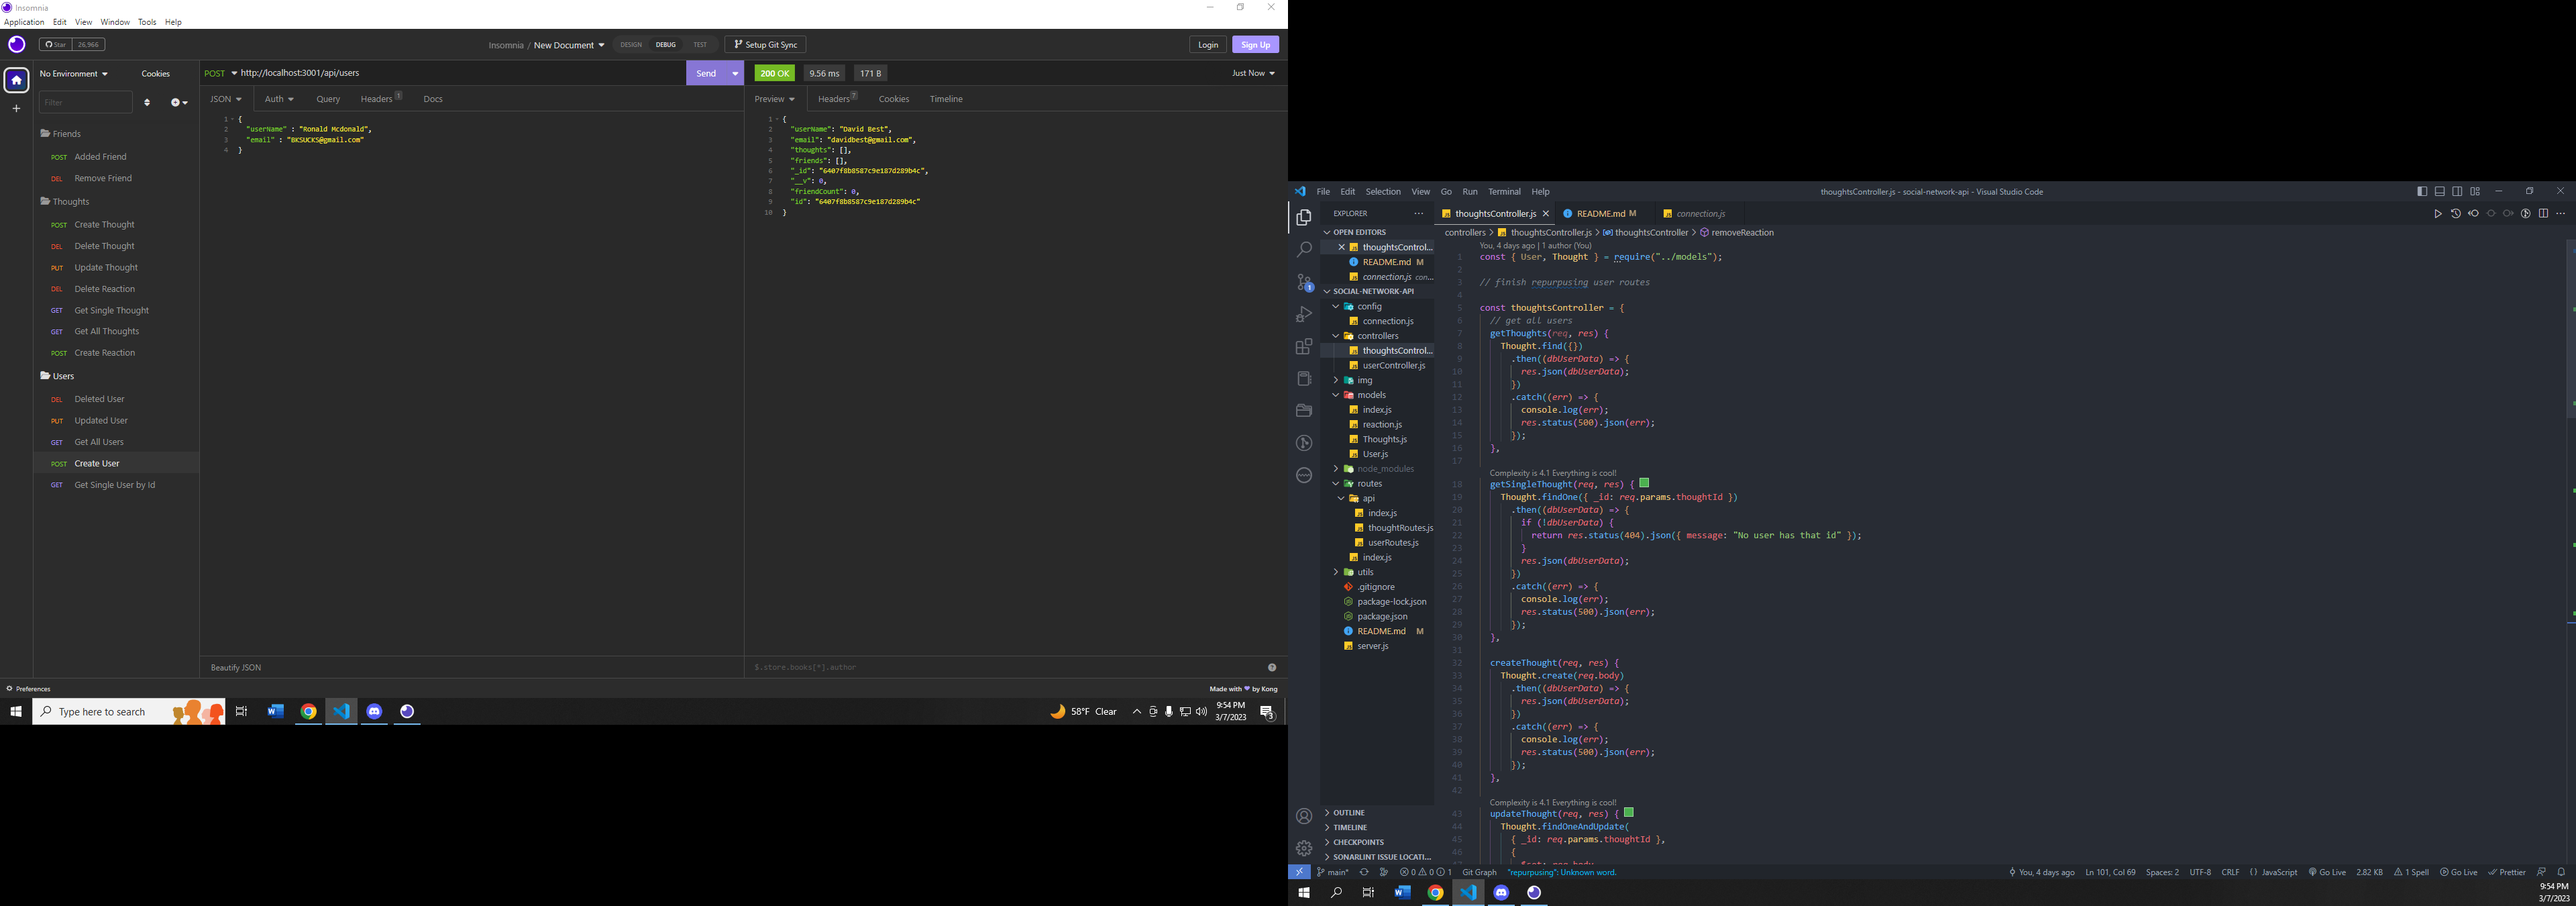 Insomnia
Application Edit View Window Tools Help
Star 26,966
Insomnia / New Document
DESIGN DEBUG TEST
Setup Git Sync
Login Sign Up
No Environment Cookies
Filter
Friends
POST Added Friend
DEL Remove Friend
Thoughts
POST Create Thought
DEL Delete Thought
PUT Update Thought
DEL Delete Reaction
GET Get Single Thought
GET Get All Thoughts
POST Create Reaction
Users
DEL Deleted User
PUT Updated User
GET Get All Users
POST Create User
GET Get Single User by Id
POST http://localhost:3001/api/users
Send
JSON Auth Query Headers 1 Docs
1 {
2 "userName" : "Ronald Mcdonald",
3 "email" : "BKSUCKS@gmail.com"
4 }
Beautify JSON
200 OK 9.56 ms 171 B Just Now
Preview Headers 7 Cookies Timeline
1 {
2 "userName": "David Best",
3 "email": "davidbest@gmail.com",
4 "thoughts": [],
5 "friends": [],
6 "_id": "6407f8b8587c9e187d289b4c",
7 "__v": 0,
8 "friendCount": 0,
9 "id": "6407f8b8587c9e187d289b4c"
10 }
$.store.books[*].author
Preferences
Made with by Kong
Type here to search
58°F Clear
9:54 PM
3/7/2023
3
File Edit Selection View Go Run Terminal Help
thoughtsController.js - social-network-api - Visual Studio Code
EXPLORER
OPEN EDITORS
thoughtsControl...
README.md M
connection.js con...
SOCIAL-NETWORK-API
config
connection.js
controllers
thoughtsControl...
userController.js
img
models
index.js
reaction.js
Thoughts.js
User.js
node_modules
routes
api
index.js
thoughtRoutes.js
userRoutes.js
index.js
utils
.gitignore
package-lock.json
package.json
README.md M
server.js
OUTLINE
TIMELINE
CHECKPOINTS
SONARLINT ISSUE LOCATI...
thoughtsController.js README.md M connection.js
controllers > thoughtsController.js > thoughtsController > removeReaction
You, 4 days ago | 1 author (You)
1 const { User, Thought } = require("../models");
2
3 // finish repurpusing user routes
4
5 const thoughtsController = {
6 // get all users
7 getThoughts(req, res) {
8 Thought.find({})
9 .then((dbUserData) => {
10 res.json(dbUserData);
11 })
12 .catch((err) => {
13 console.log(err);
14 res.status(500).json(err);
15 });
16 },
17
Complexity is 4.1 Everything is cool!
18 getSingleThought(req, res) {
19 Thought.findOne({ _id: req.params.thoughtId })
20 .then((dbUserData) => {
21 if (!dbUserData) {
22 return res.status(404).json({ message: "No user has that id" });
23 }
24 res.json(dbUserData);
25 })
26 .catch((err) => {
27 console.log(err);
28 res.status(500).json(err);
29 });
30 },
31
32 createThought(req, res) {
33 Thought.create(req.body)
34 .then((dbUserData) => {
35 res.json(dbUserData);
36 })
37 .catch((err) => {
38 console.log(err);
39 res.status(500).json(err);
40 });
41 },
42
Complexity is 4.1 Everything is cool!
43 updateThought(req, res) {
44 Thought.findOneAndUpdate(
45 { _id: req.params.thoughtId },
46 {
main* 0 0 1 Git Graph "repurpusing": Unknown word.
You, 4 days ago Ln 101, Col 69 Spaces: 2 UTF-8 CRLF JavaScript Go Live 2.82 KB 1 Spell Go Live Prettier
9:54 PM
3/7/2023